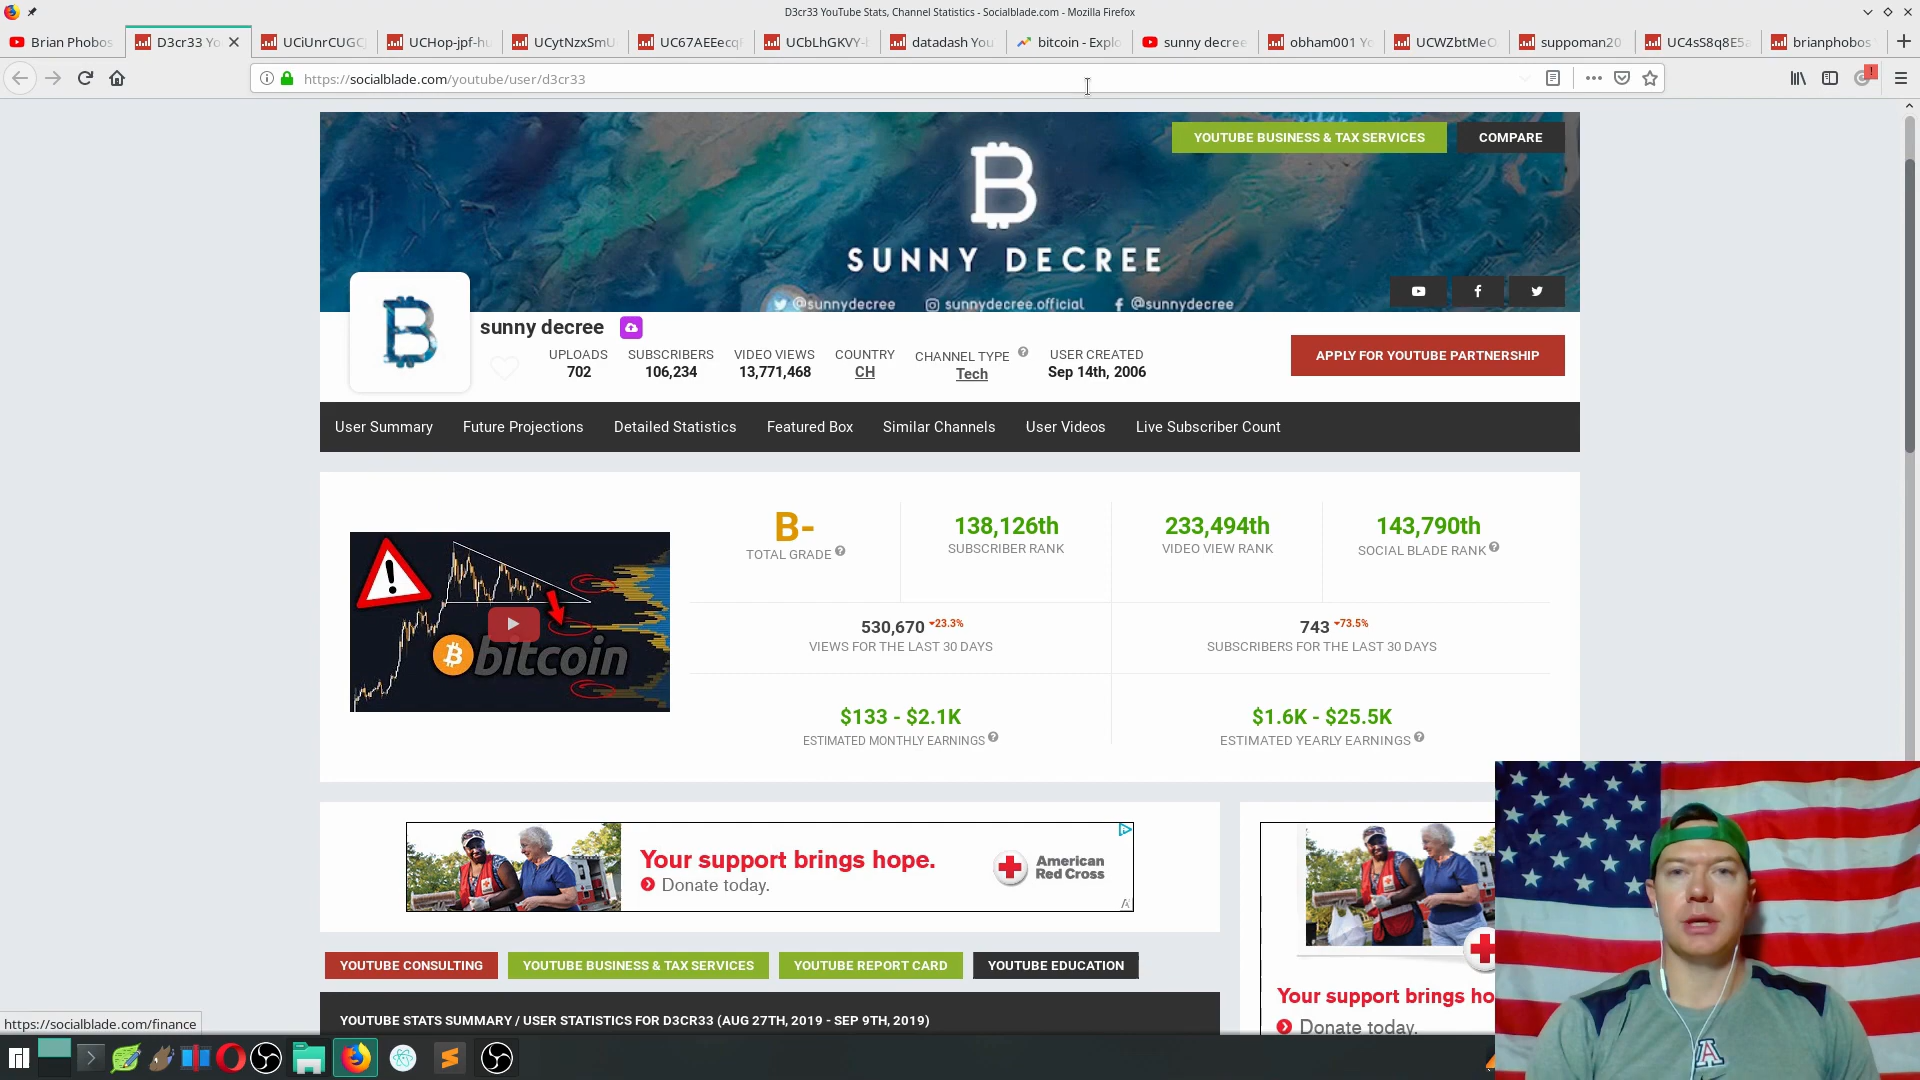 D3cr33 YouTube Stats, Channel Statistics - Socialblade.com - Mozilla Firefox
Brian Phobos
D3cr33 Yo
UCiUnrCUGC
UCHop-jpf-hu
UCytNzxSmU
UC67AEEecq
UCbLhGKVY-
datadash You
bitcoin - Explo
sunny decree
obham001 Yo
UCWZbtMeO
suppoman20
UC4sS8q8E5
brianphobos
https://socialblade.com/youtube/user/d3cr33
YOUTUBE BUSINESS & TAX SERVICES
COMPARE
SUNNY DECREE
@sunnydecree sunnydecree.official @sunnydecree
sunny decree
UPLOADS SUBSCRIBERS VIDEO VIEWS COUNTRY CHANNEL TYPE USER CREATED
702 106,234 13,771,468 CH Tech Sep 14th, 2006
APPLY FOR YOUTUBE PARTNERSHIP
User Summary Future Projections Detailed Statistics Featured Box Similar Channels User Videos Live Subscriber Count
B- 138,126th 233,494th 143,790th
TOTAL GRADE SUBSCRIBER RANK VIDEO VIEW RANK SOCIAL BLADE RANK
530,670 23.3% 743 73.5%
VIEWS FOR THE LAST 30 DAYS SUBSCRIBERS FOR THE LAST 30 DAYS
bitcoin
$133 - $2.1K $1.6K - $25.5K
ESTIMATED MONTHLY EARNINGS ESTIMATED YEARLY EARNINGS
Your support brings hope.
Donate today.
American
Red Cross
YOUTUBE CONSULTING YOUTUBE BUSINESS & TAX SERVICES YOUTUBE REPORT CARD YOUTUBE EDUCATION
Your support brings ho
Donate today.
YOUTUBE STATS SUMMARY / USER STATISTICS FOR D3CR33 (AUG 27TH, 2019 - SEP 9TH, 2019)
https://socialblade.com/finance
A